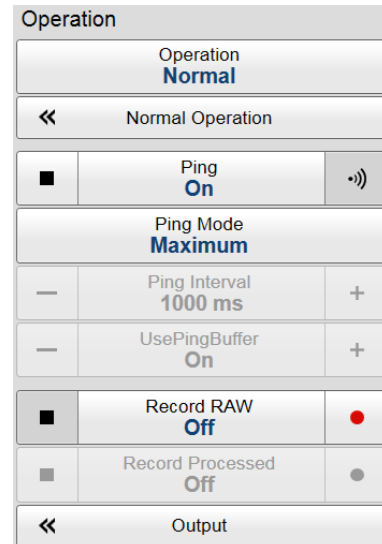 Operation
Operation
Normal
Normal Operation
Ping
On
Ping Mode
Maximum
Ping Interval
1000 ms
UsePingBuffer
On
Record RAW
Off
Record Processed
Off
Output